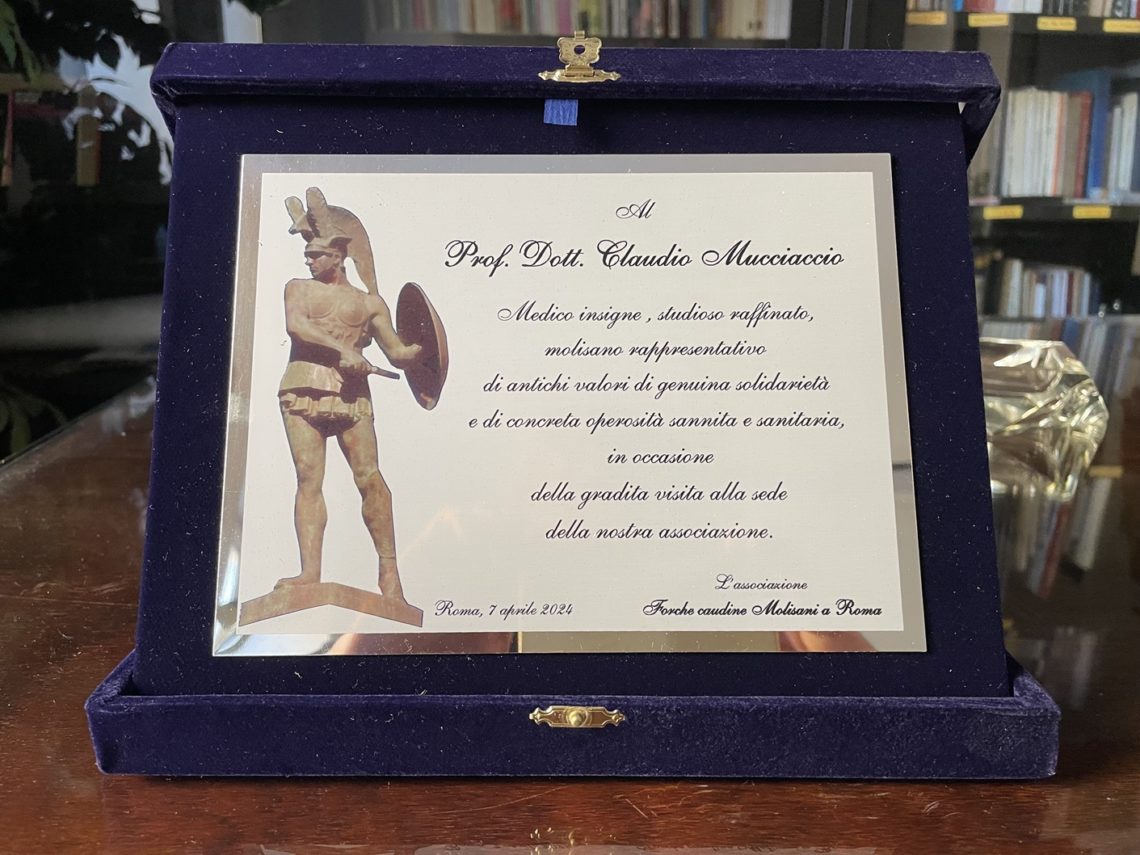 Al
Prof. Dott. Claudio Mucciaccio
Medico insigne , studioso raffinato,
molisano rappresentativo
di antichi valori di genuina solidarietà
e di concreta operosità sannita e sanitaria,
in occasione
della gradita visita alla sede
della nostra associazione.
L'associazione
Roma, 7 aprile 2024
Forche caudine Molisani a Roma